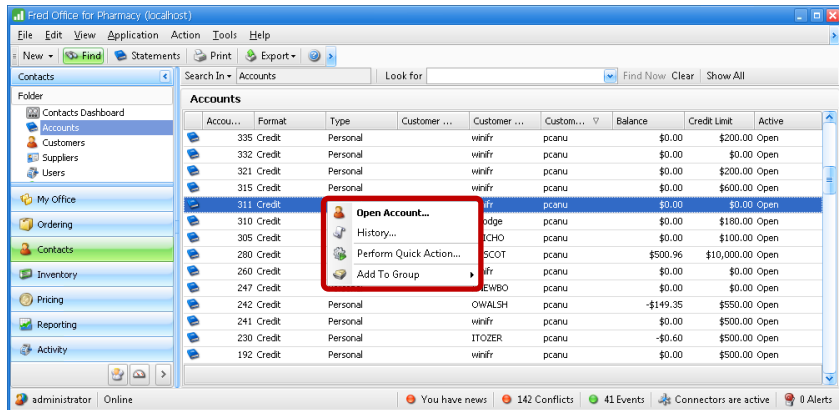 Fred Office for Pharmacy (localhost)
File Edit View Application Action Tools Help
New Find Statements Print Export
Contacts Search In Accounts Look for Find Now Clear Show All
Folder
Contacts Dashboard
Accounts
Customers
Suppliers
Users
My Office
Ordering
Contacts
Inventory
Pricing
Reporting
Activity
Accounts
Accou... Format Type Customer ... Customer ... Custom... Balance Credit Limit Active
335 Credit Personal winifr pcanu $0.00 $200.00 Open
332 Credit Personal winifr pcanu $0.00 $0.00 Open
321 Credit Personal winifr pcanu $0.00 $200.00 Open
315 Credit Personal winifr pcanu $0.00 $600.00 Open
311 Credit pcanu $0.00 $0.00 Open
310 Credit pcanu $0.00 $180.00 Open
305 Credit pcanu $0.00 $100.00 Open
280 Credit pcanu $500.96 $10,000.00 Open
260 Credit pcanu $0.00 $0.00 Open
247 Credit pcanu $0.00 $0.00 Open
242 Credit Personal OWALSH pcanu -$149.35 $550.00 Open
241 Credit Personal winifr pcanu $0.00 $500.00 Open
230 Credit Personal ITOZER pcanu -$0.60 $500.00 Open
192 Credit Personal winifr pcanu $0.00 $500.00 Open
Open Account...
History...
Perform Quick Action...
Add To Group
administrator Online You have news 142 Conflicts 41 Events Connectors are active 0 Alerts